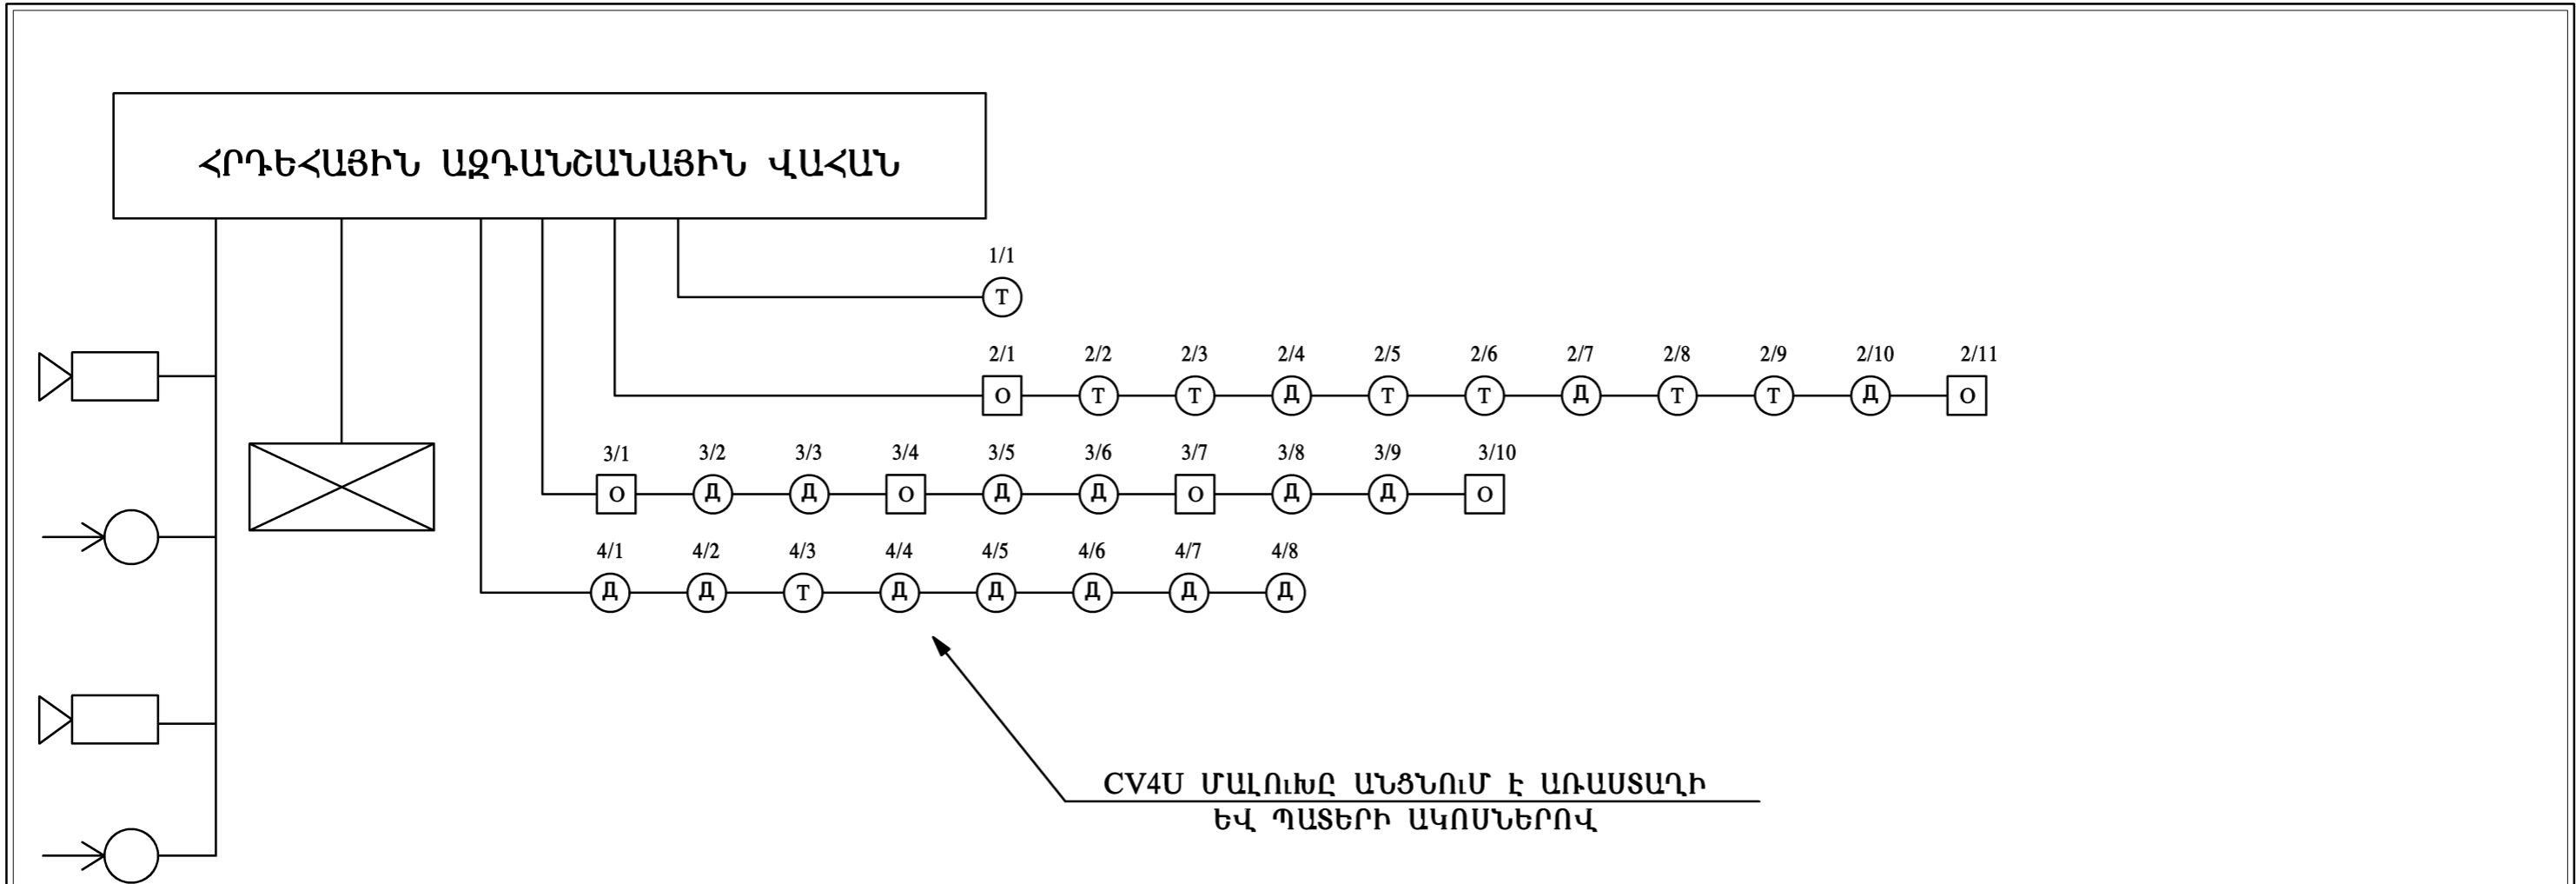 ՀՐԴԵՀԱՅԻՆ ԱԶԴԱՆՇԱՆԱՅԻՆ ՎԱՀԱՆ
1/1
Т
2/1 2/2 2/3 2/4 2/5 2/6 2/7 2/8 2/9 2/10 2/11
О Т Т Д Т Т Д Т Т Д О
3/1 3/2 3/3 3/4 3/5 3/6 3/7 3/8 3/9 3/10
О Д Д О Д Д О Д Д О
4/1 4/2 4/3 4/4 4/5 4/6 4/7 4/8
Д Д Т Д Д Д Д Д
CV4U ՄԱԼՈւԽԸ ԱՆՑՆՈւՄ Է ԱՌԱՍՏԱՂԻ
ԵՎ ՊԱՏԵՐԻ ԱԿՈՍՆԵՐՈՎ